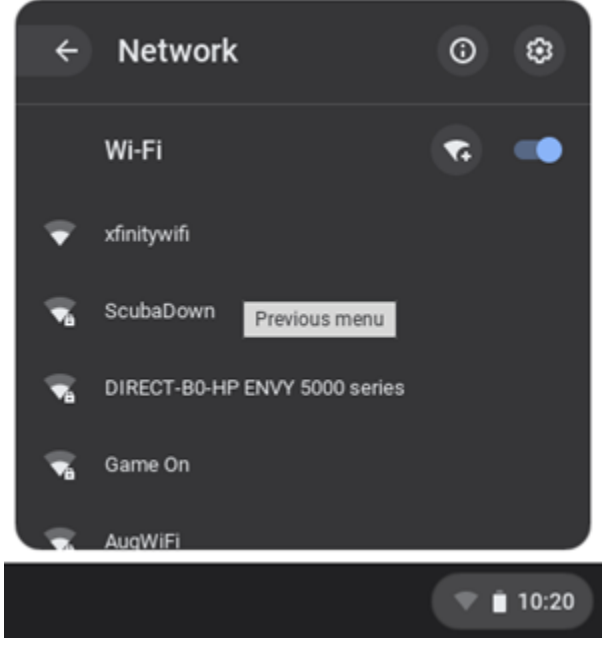 Network
Wi-Fi
xfinitywifi
ScubaDown
Previous menu
DIRECT-B0-HP ENVY 5000 series
Game On
AugWiFi
10:20